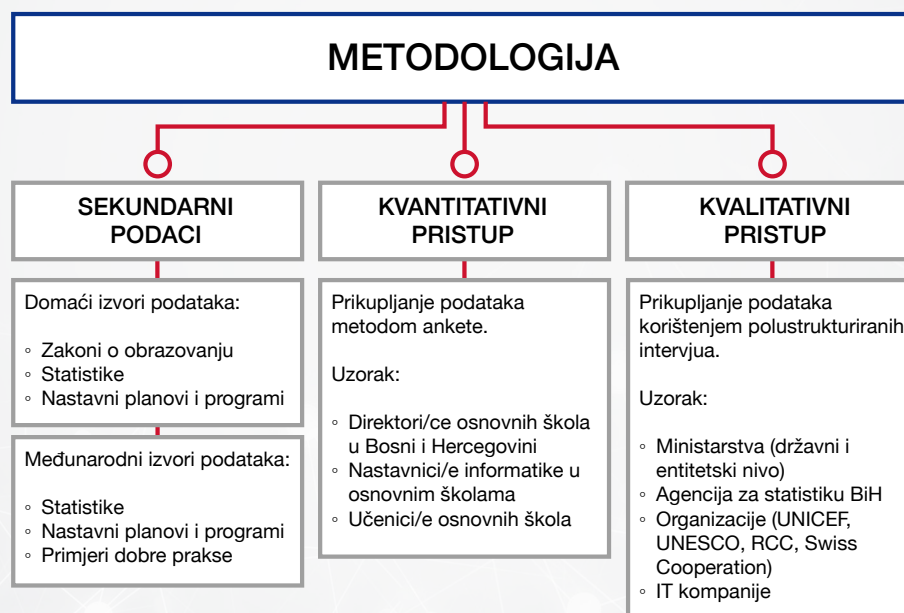 METODOLOGIJA
SEKUNDARNI
PODACI
Domaći izvori podataka:
◦ Zakoni o obrazovanju
◦ Statistike
◦ Nastavni planovi i programi
Međunarodni izvori podataka:
◦ Statistike
◦ Nastavni planovi i programi
◦ Primjeri dobre prakse
KVANTITATIVNI
PRISTUP
Prikupljanje podataka
metodom ankete.
Uzorak:
◦ Direktori/ce osnovnih škola
u Bosni i Hercegovini
◦ Nastavnici/e informatike u
osnovnim školama
◦ Učenici/e osnovnih škola
KVALITATIVNI
PRISTUP
Prikupljanje podataka
korištenjem polustrukturiranih
intervjua.
Uzorak:
◦ Ministarstva (državni i
entitetski nivo)
◦ Agencija za statistiku BiH
◦ Organizacije (UNICEF,
UNESCO, RCC, Swiss
Cooperation)
◦ IT kompanije